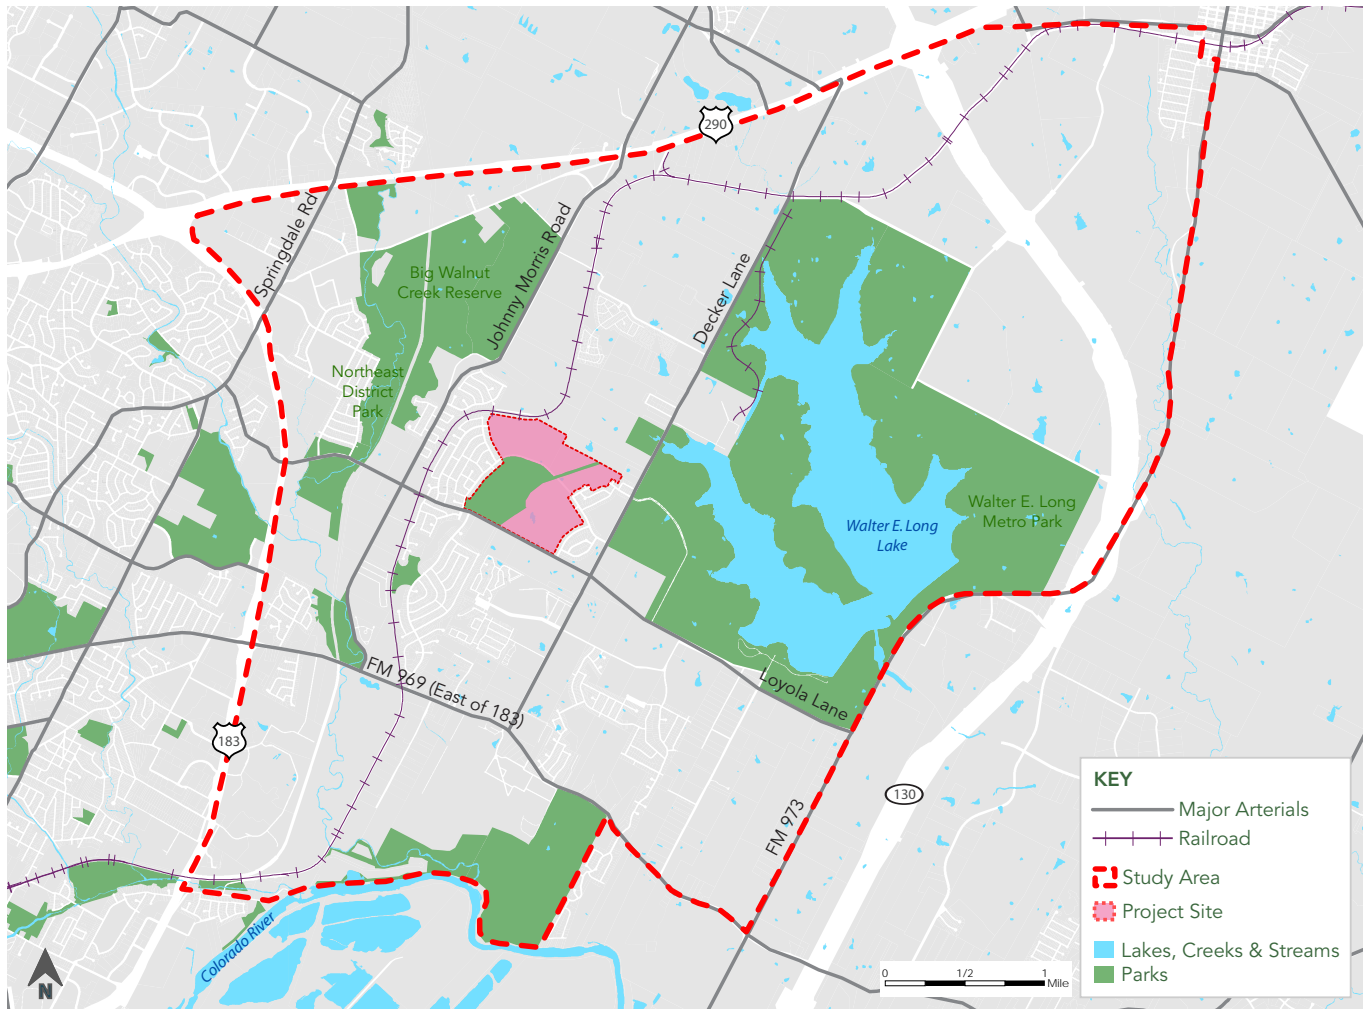 290
Springdale Rd
Big Walnut
Creek Reserve
Johnny Morris Road
Decker Lane
Northeast
District
Park
Walter E. Long
Metro Park
Walter E. Long
Lake
FM 969 (East of 183)
Loyola Lane
183
130
FM 973
Colorado River
N
KEY
Major Arterials
Railroad
Study Area
Project Site
Lakes, Creeks & Streams
Parks
0 1/2 1
Mile